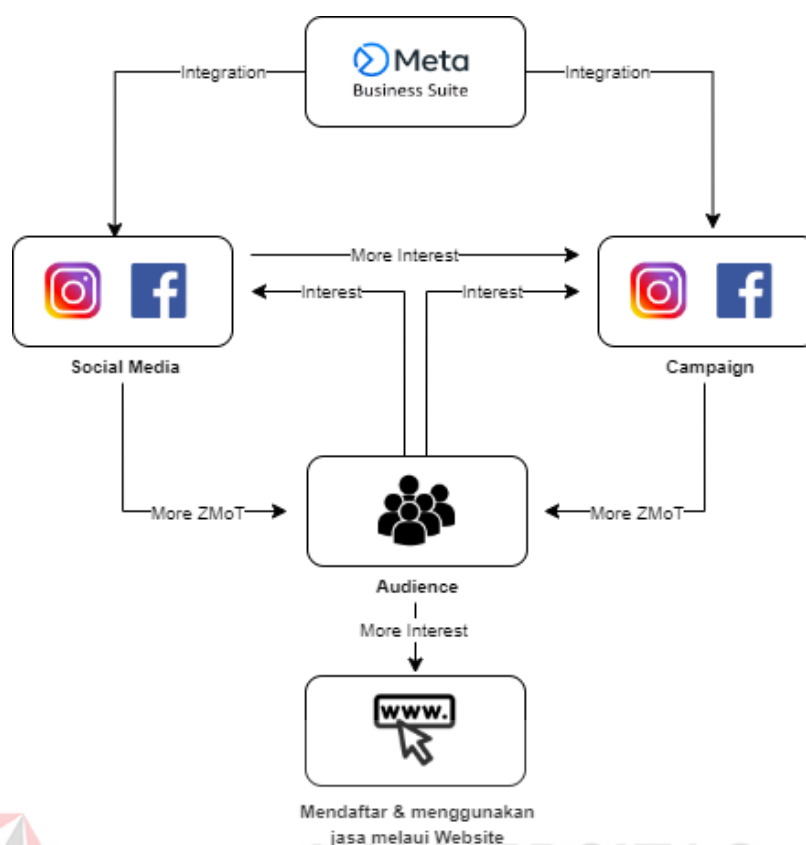 Meta
Business Suite
Integration
Integration
More Interest
Interest
Interest
Social Media
Campaign
More ZMoT
More ZMoT
Audience
More Interest
www.
Mendaftar & menggunakan
jasa melaui Website